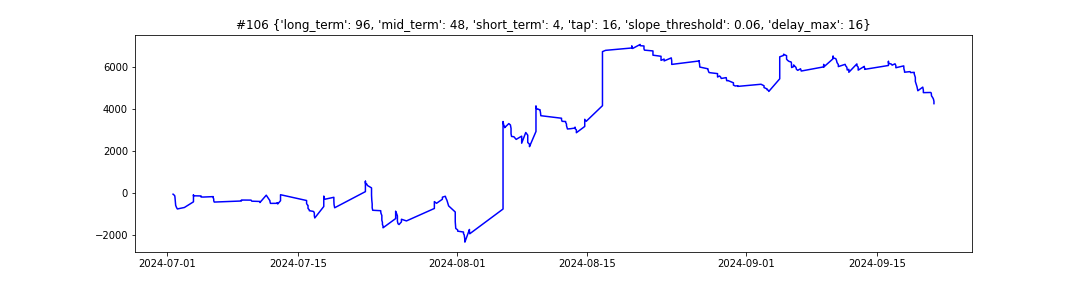 #106 {'long_term': 96, 'mid_term': 48, 'short_term': 4, 'tap': 16, 'slope_threshold': 0.06, 'delay_max': 16}
6000
4000
2000
0
−2000
2024-07-01 2024-07-15 2024-08-01 2024-08-15 2024-09-01 2024-09-15